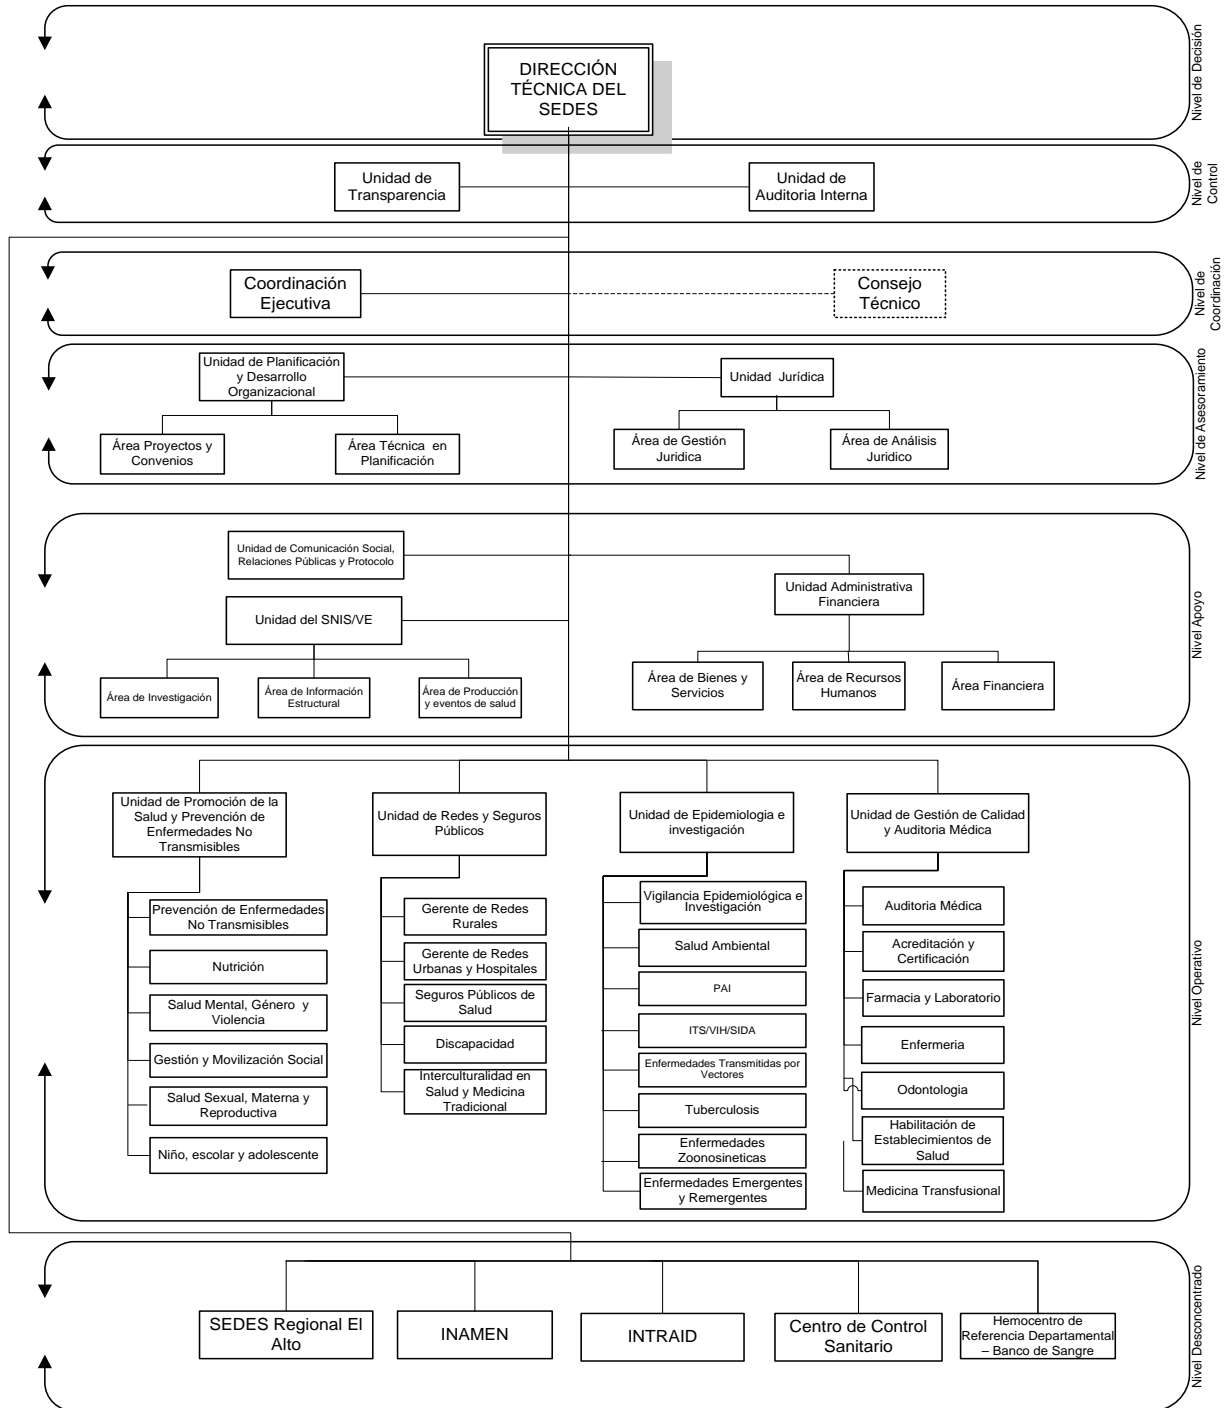 DIRECCIÓN
TÉCNICA DEL
SEDES
Nivel de Decisión
Unidad de
Transparencia
Unidad de
Auditoria Interna
Nivel de
Control
Coordinación
Ejecutiva
Consejo
Técnico
Nivel de
Coordinación
Unidad de Planificación
y Desarrollo
Organizacional
Unidad Jurídica
Área Proyectos y
Convenios
Área Técnica en
Planificación
Área de Gestión
Juridica
Área de Análisis
Juridico
Nivel de Asesoramiento
Unidad de Comunicación Social,
Relaciones Públicas y Protocolo
Unidad Administrativa
Financiera
Unidad del SNIS/VE
Área de Investigación
Área de Información
Estructural
Área de Producción
y eventos de salud
Área de Bienes y
Servicios
Área de Recursos
Humanos
Área Financiera
Nivel Apoyo
Unidad de Promoción de la
Salud y Prevención de
Enfermedades No
Transmisibles
Unidad de Redes y Seguros
Públicos
Unidad de Epidemiologia e
investigación
Unidad de Gestión de Calidad
y Auditoria Médica
Prevención de Enfermedades
No Transmisibles
Nutrición
Salud Mental, Género y
Violencia
Gestión y Movilización Social
Salud Sexual, Materna y
Reproductiva
Niño, escolar y adolescente
Gerente de Redes
Rurales
Gerente de Redes
Urbanas y Hospitales
Seguros Públicos de
Salud
Discapacidad
Interculturalidad en
Salud y Medicina
Tradicional
Vigilancia Epidemiológica e
Investigación
Salud Ambiental
PAI
ITS/VIH/SIDA
Enfermedades Transmitidas por
Vectores
Tuberculosis
Enfermedades
Zoonosineticas
Enfermedades Emergentes
y Remergentes
Auditoria Médica
Acreditación y
Certificación
Farmacia y Laboratorio
Enfermeria
Odontologia
Habilitación de
Establecimientos de
Salud
Medicina Transfusional
Nivel Operativo
SEDES Regional El
Alto
INAMEN
INTRAID
Centro de Control
Sanitario
Hemocentro de
Referencia Departamental
– Banco de Sangre
Nivel Desconcentrado